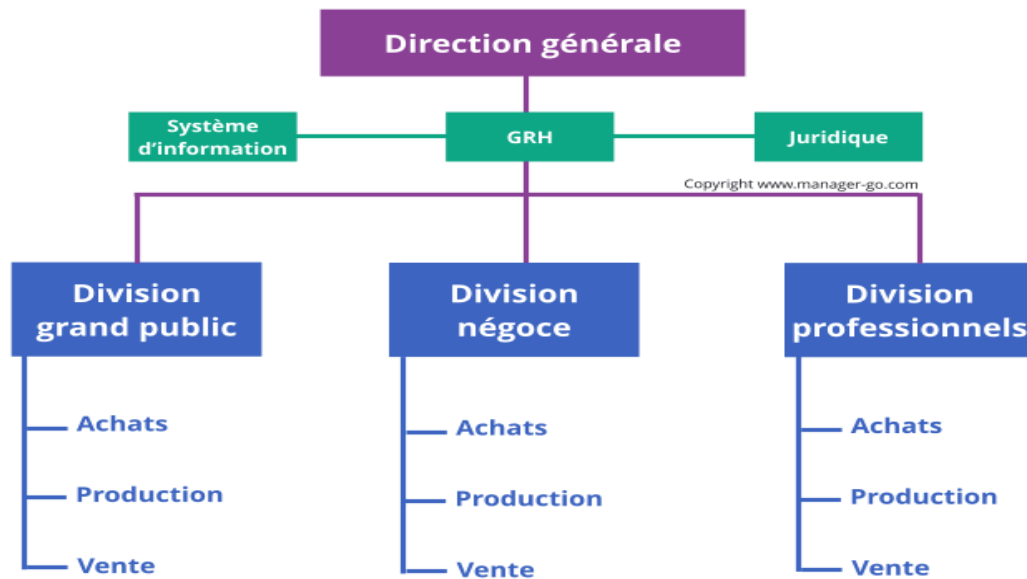 Direction générale
Système
d’information
GRH
Juridique
Copyright www.manager-go.com
Division
grand public
Division
négoce
Division
professionnels
Achats
Production
Vente
Achats
Production
Vente
Achats
Production
Vente